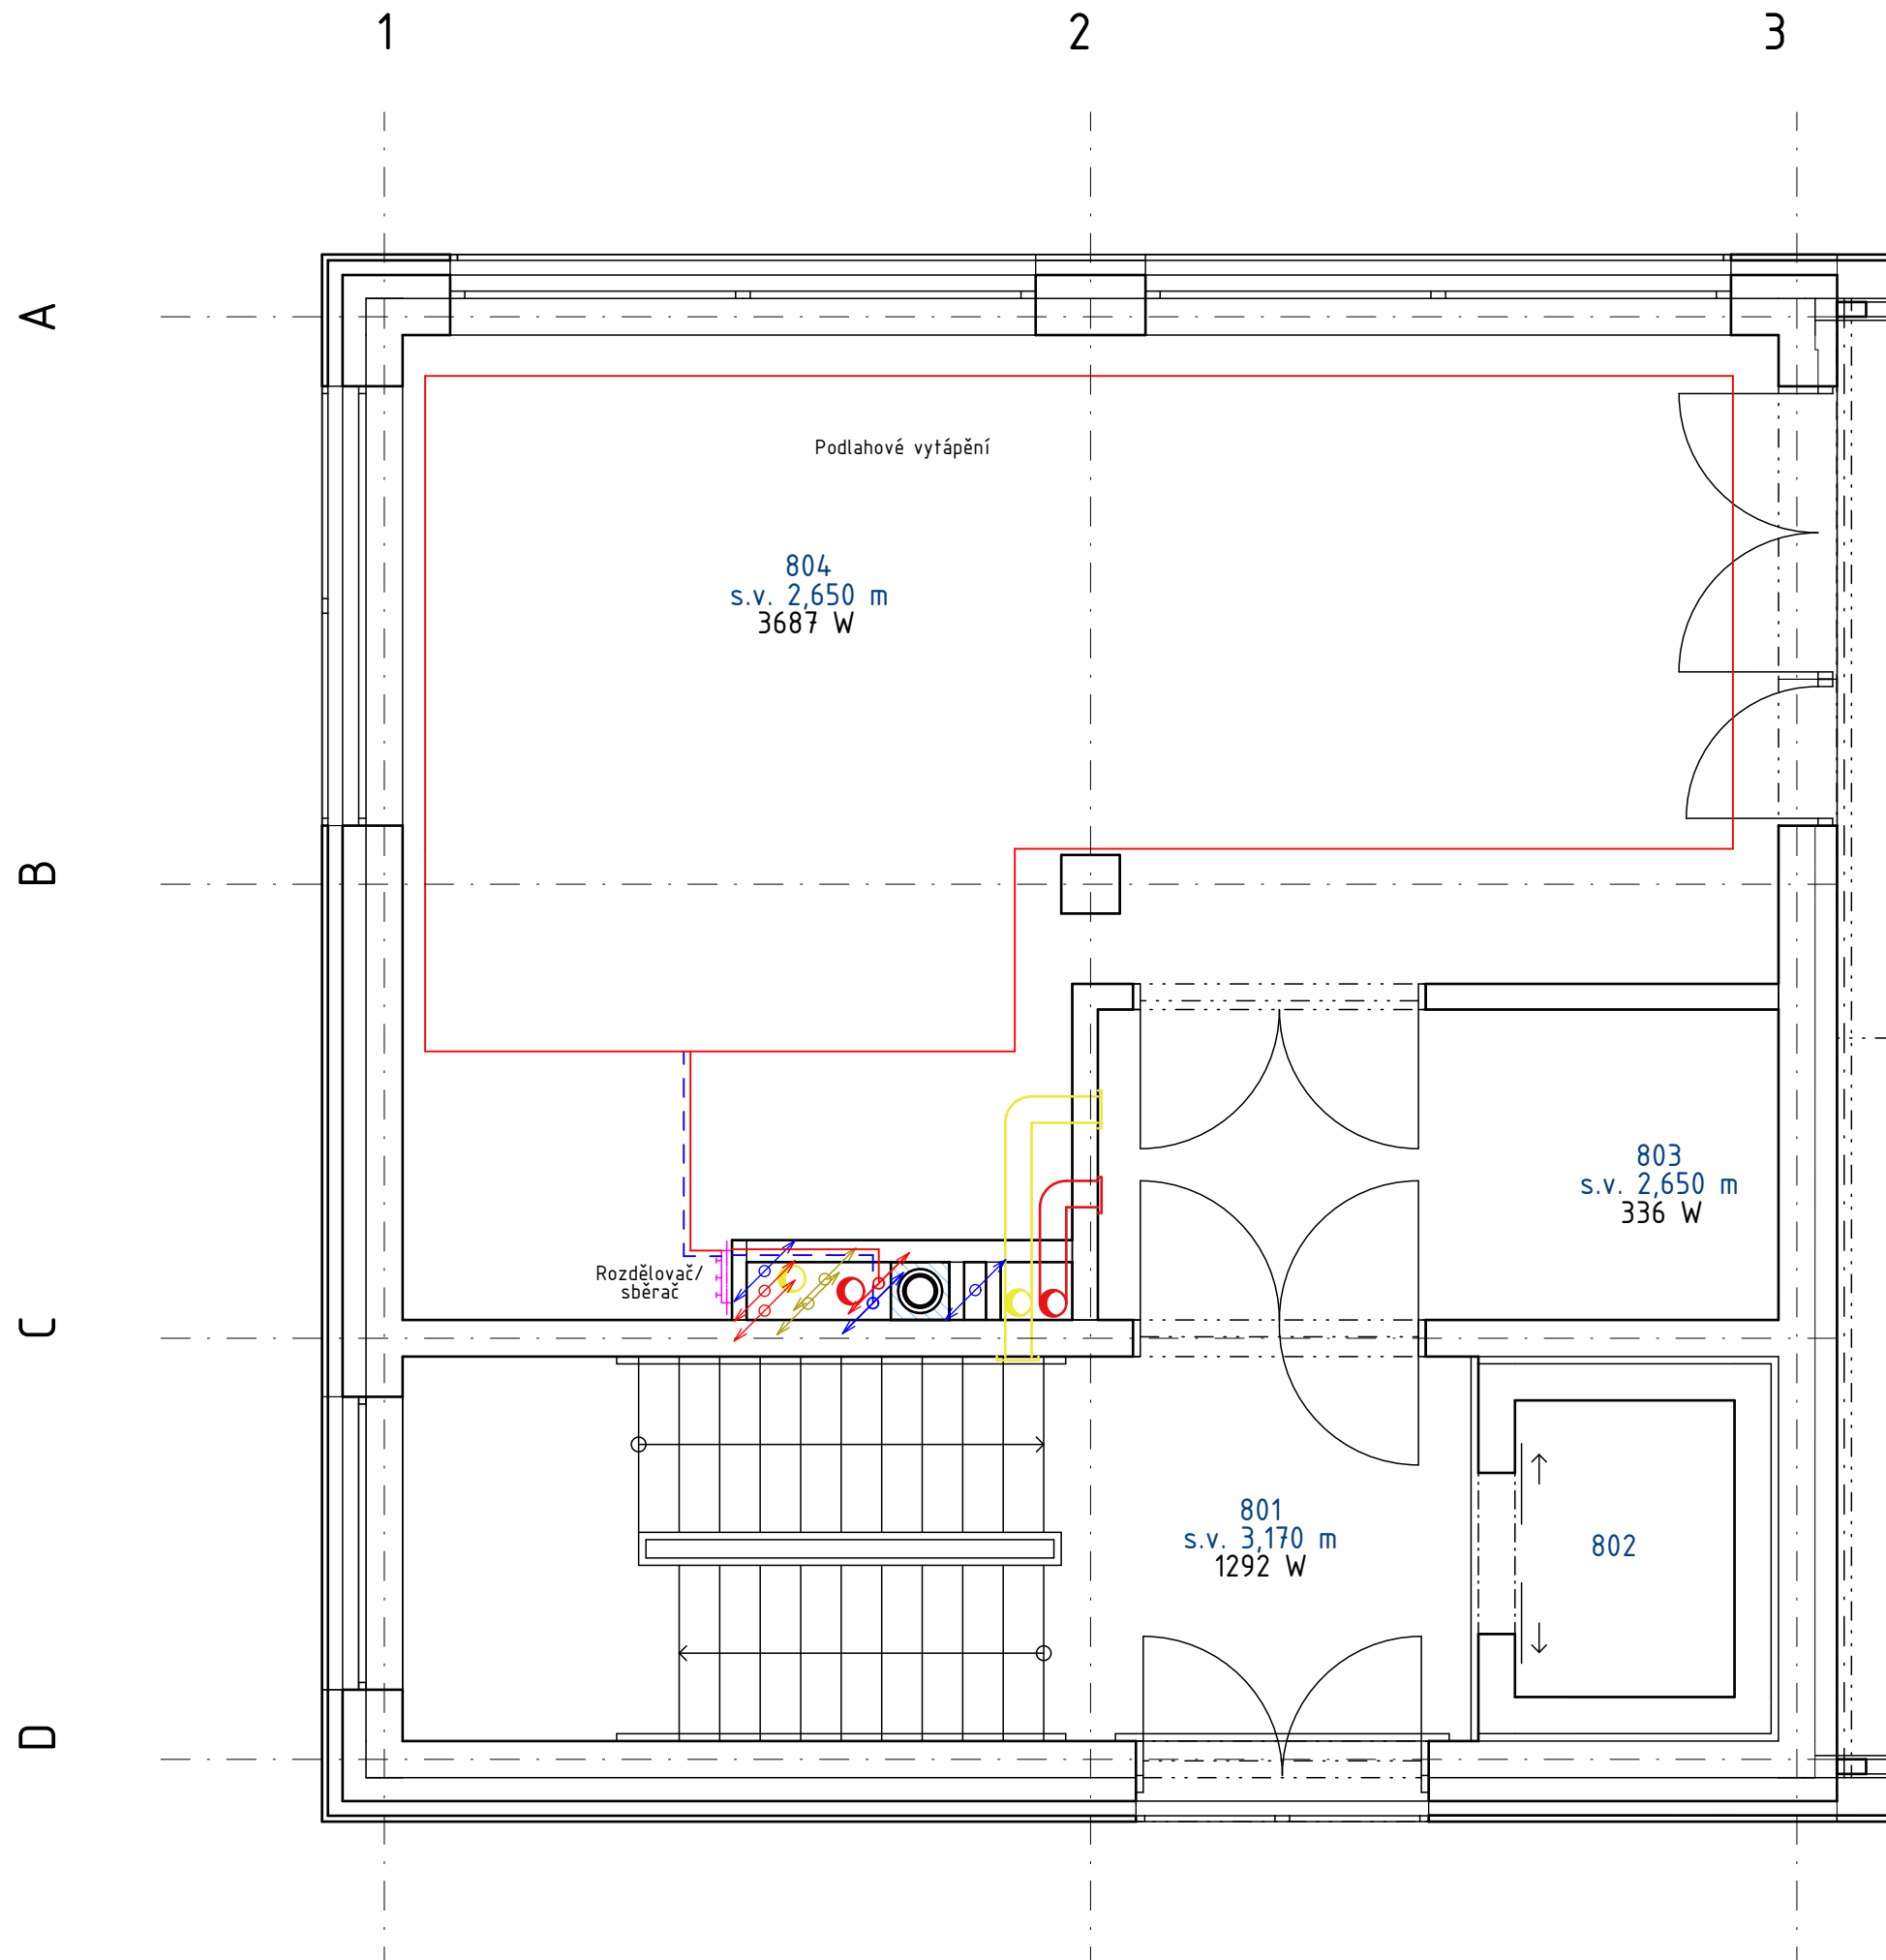 1 2 3
A
Podlahové vytápění
804
s.v. 2,650 m
3687 W
B
803
s.v. 2,650 m
336 W
Rozdělovač/
sběrač
C
801
s.v. 3,170 m
1292 W
802
D